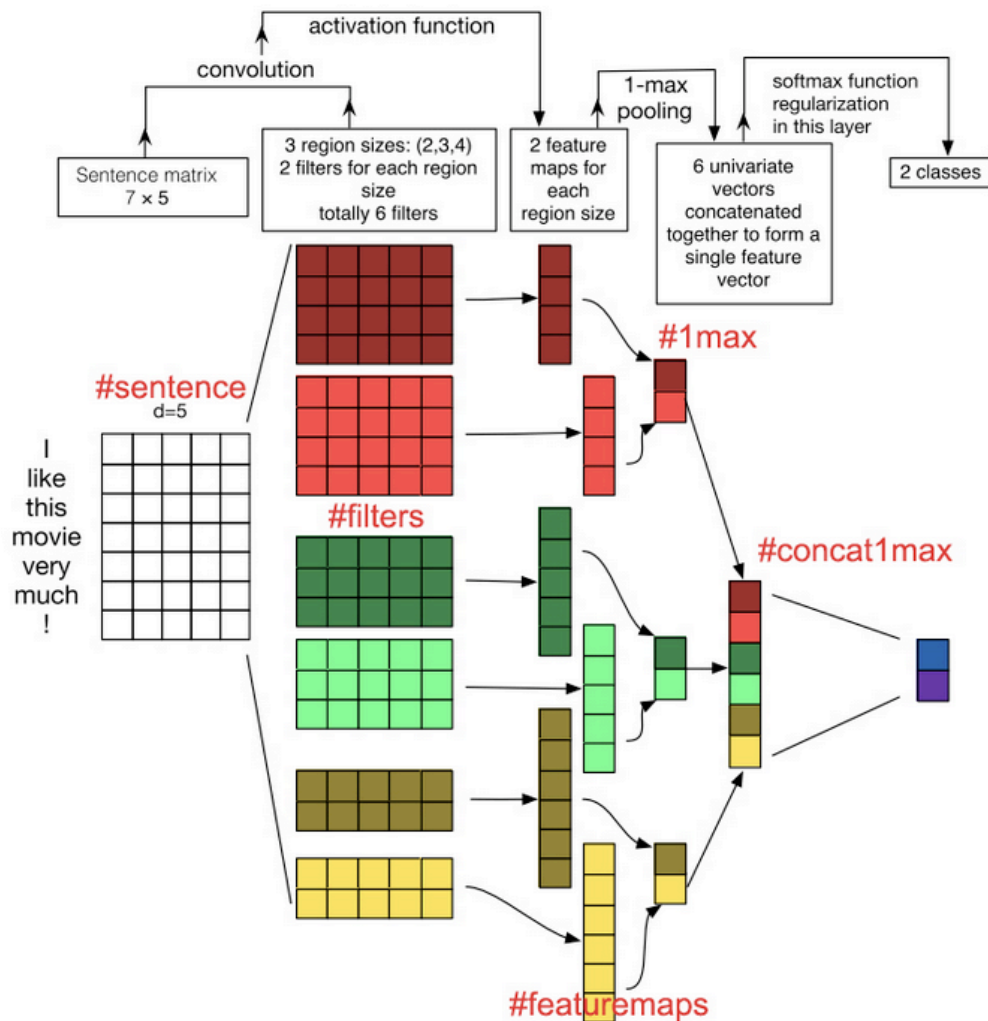 activation function
convolution
1-max
pooling
softmax function
regularization
in this layer
Sentence matrix
7 × 5
3 region sizes: (2,3,4)
2 filters for each region
size
totally 6 filters
2 feature
maps for
each
region size
6 univariate
vectors
concatenated
together to form a
single feature
vector
2 classes
#sentence
d=5
I
like
this
movie
very
much
!
#filters
#1max
#concat1max
#featuremaps